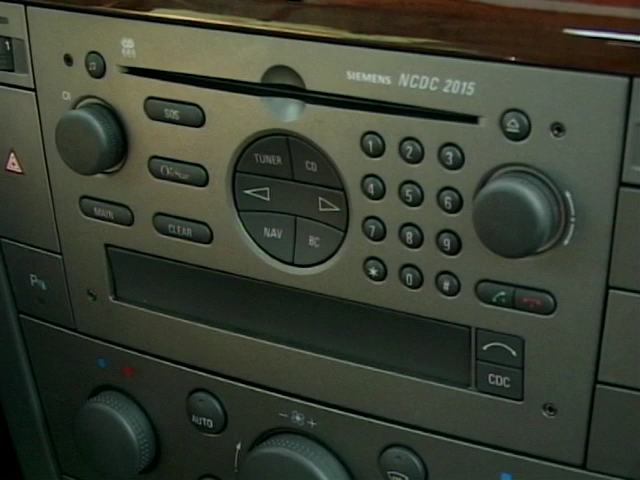 SIEMENS NCDC 2015
SOS
TUNER CD
NAV BC
MAIN
CLEAR
1 2 3
4 5 6
7 8 9
* 0 #
CDC
AUTO
- +